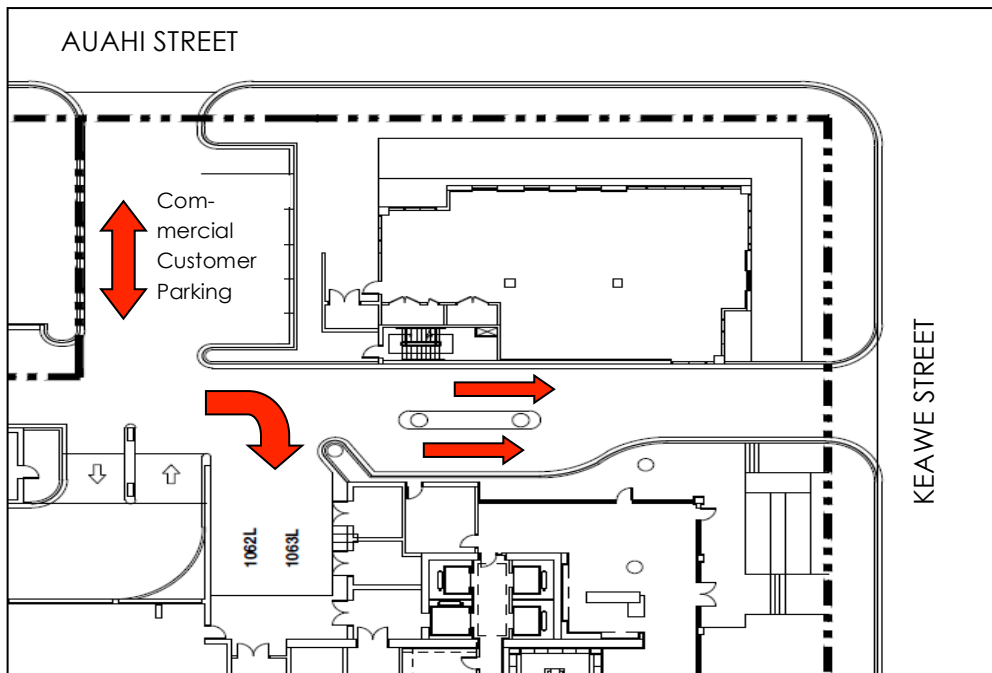 AUAHI STREET
Com-
mercial
Customer
Parking
KEAWE STREET
1062L
1063L